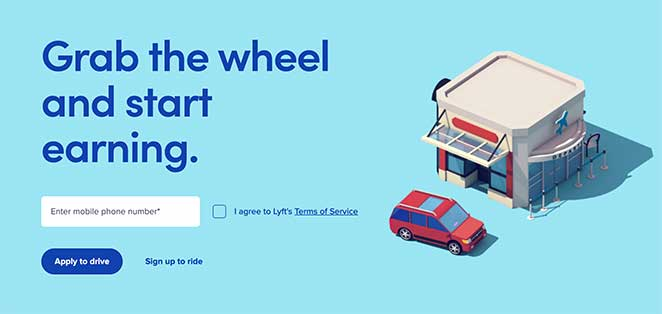 Grab the wheel
and start
earning.
Enter mobile phone number*
I agree to Lyft's Terms of Service
Apply to drive
Sign up to ride